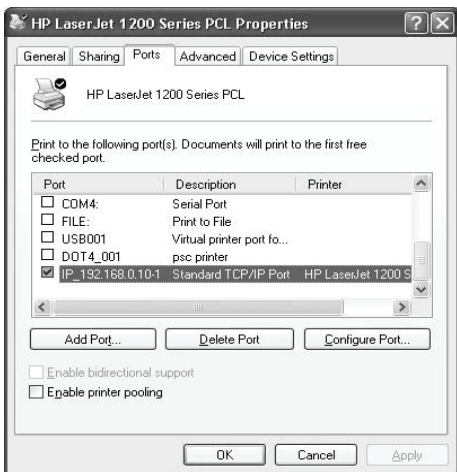 HP LaserJet 1200 Series PCL Properties
General Sharing Ports Advanced Device Settings
HP LaserJet 1200 Series PCL
Print to the following port(s). Documents will print to the first free
checked port.
Port Description Printer
COM4: Serial Port
FILE: Print to File
USB001 Virtual printer port fo...
DOT4_001 psc printer
IP_192.168.0.10-1 Standard TCP/IP Port HP LaserJet 1200 S
Add Port... Delete Port Configure Port...
Enable bidirectional support
Enable printer pooling
OK Cancel Apply